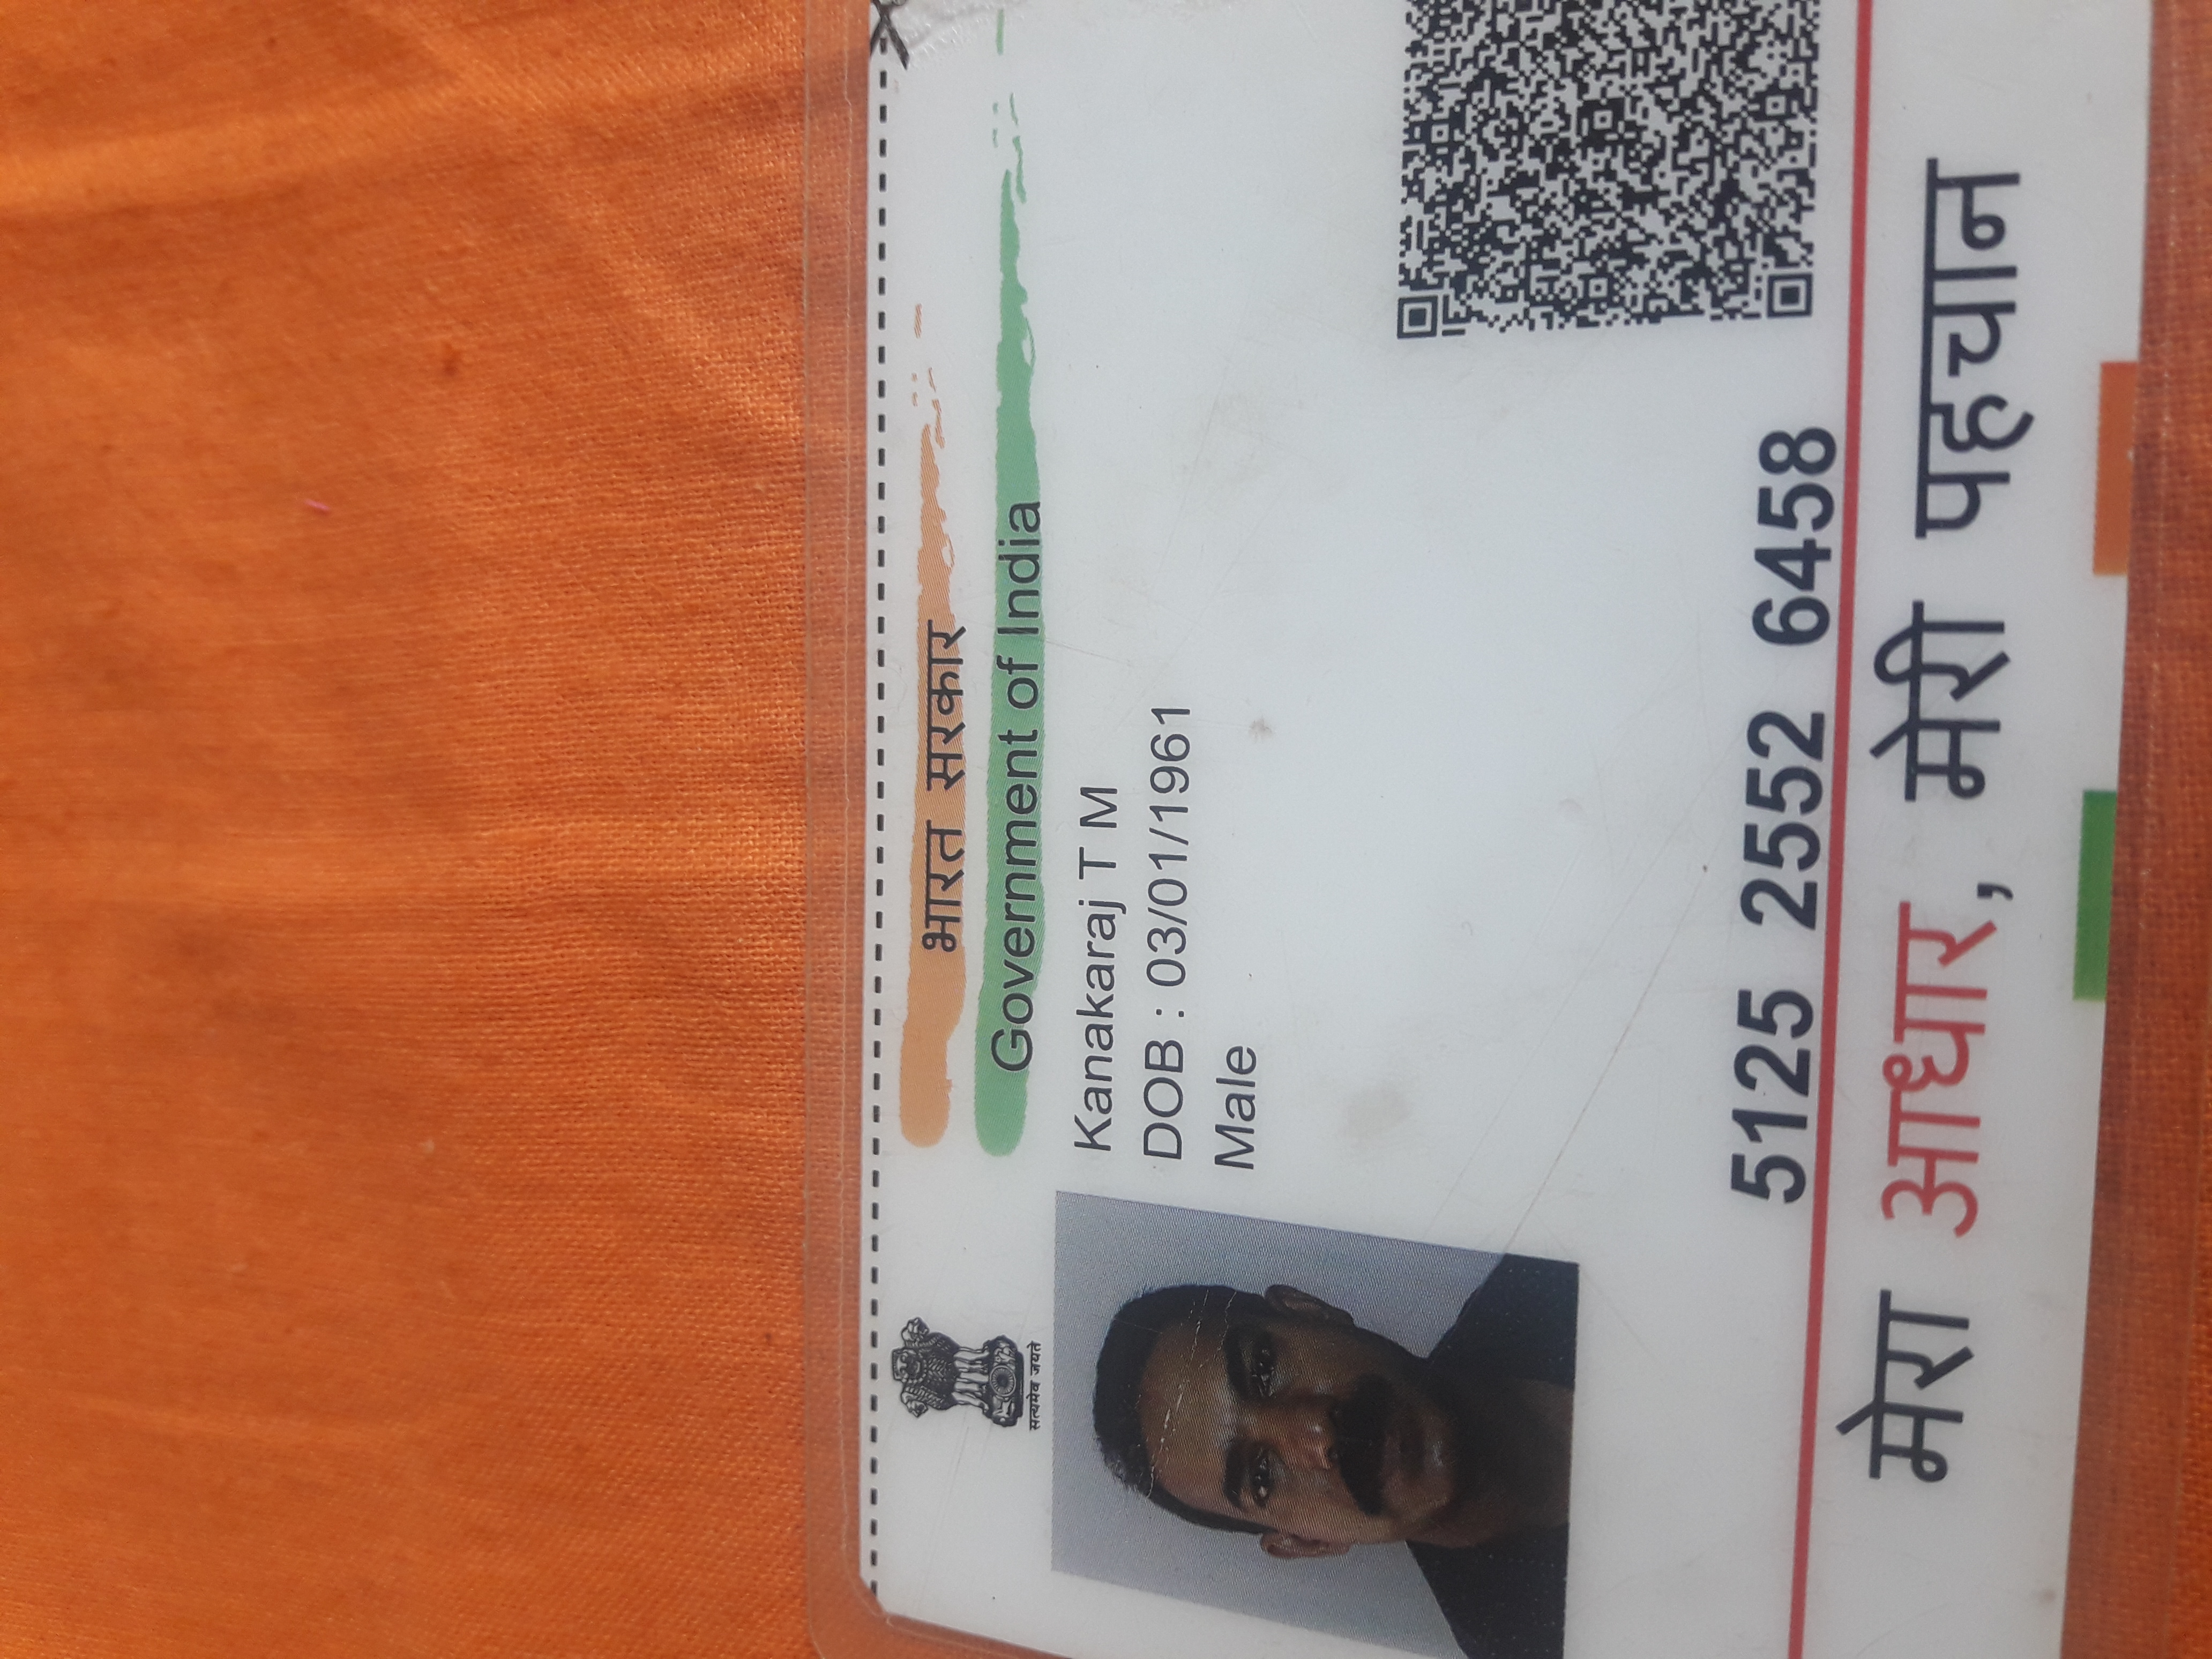 भारत सरकार
Government of India
सत्यमेव जयते
Kanakaraj T M
DOB : 03/01/1961
Male
5125 2552 6458
मेरा आधार, मेरी पहचान